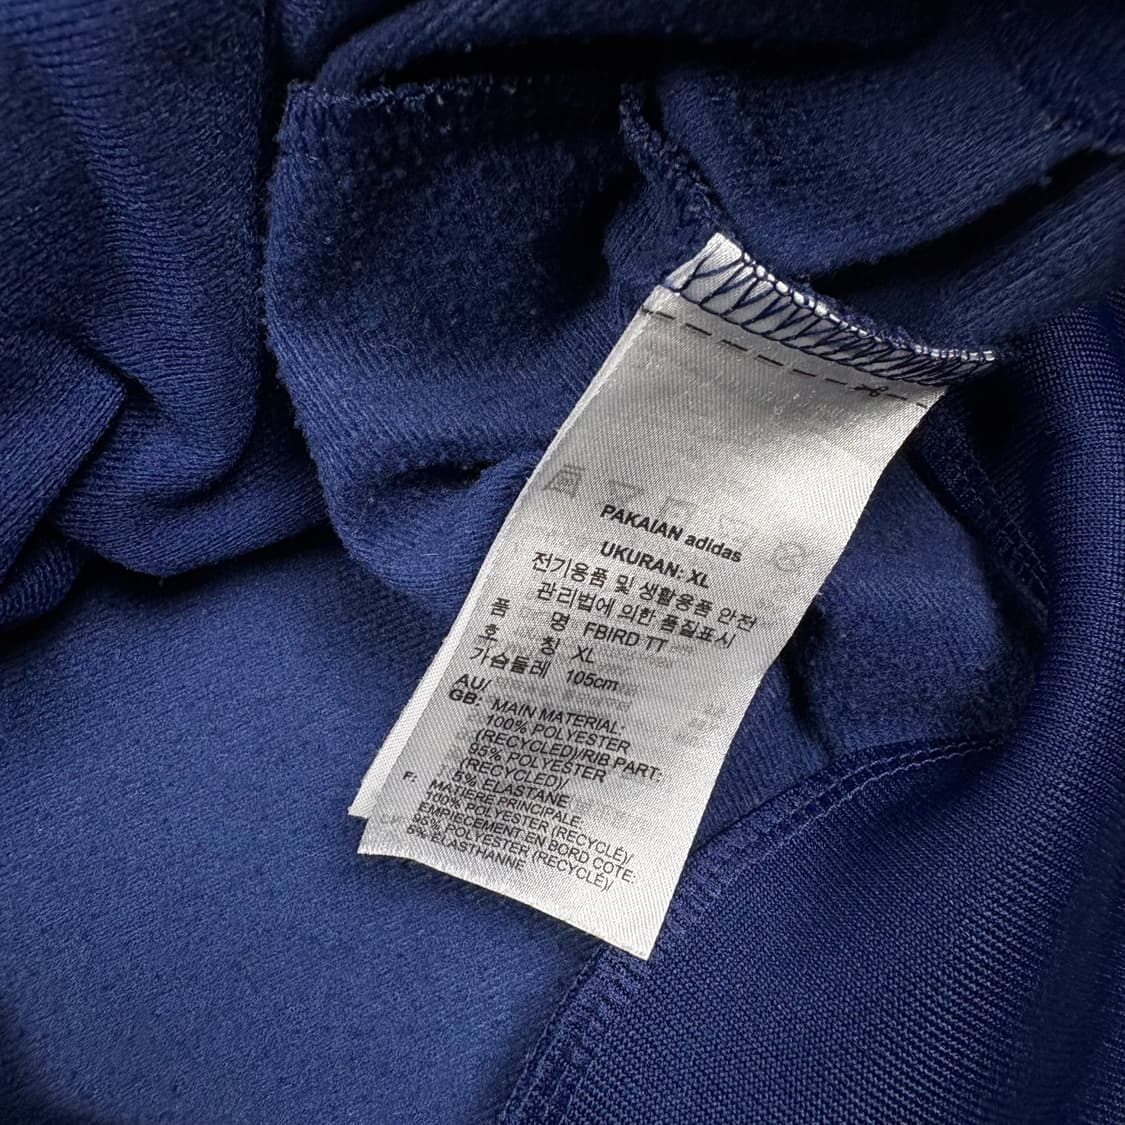 PAKAIAN adidas
UKURAN: XL
전기용품 및 생활용품 안전
관리법에 의한 품질표시
품 명 FBIRD TT
호 칭 XL
가슴둘레 105cm
AU/
GB: MAIN MATERIAL:
100% POLYESTER
(RECYCLED)/RIB PART:
95% POLYESTER
(RECYCLED)/
5% ELASTANE
F: MATIÈRE PRINCIPALE:
100% POLYESTER (RECYCLÉ)/
EMPIECEMENT EN BORD COTE:
95% POLYESTER (RECYCLÉ)/
5% ELASTHANNE